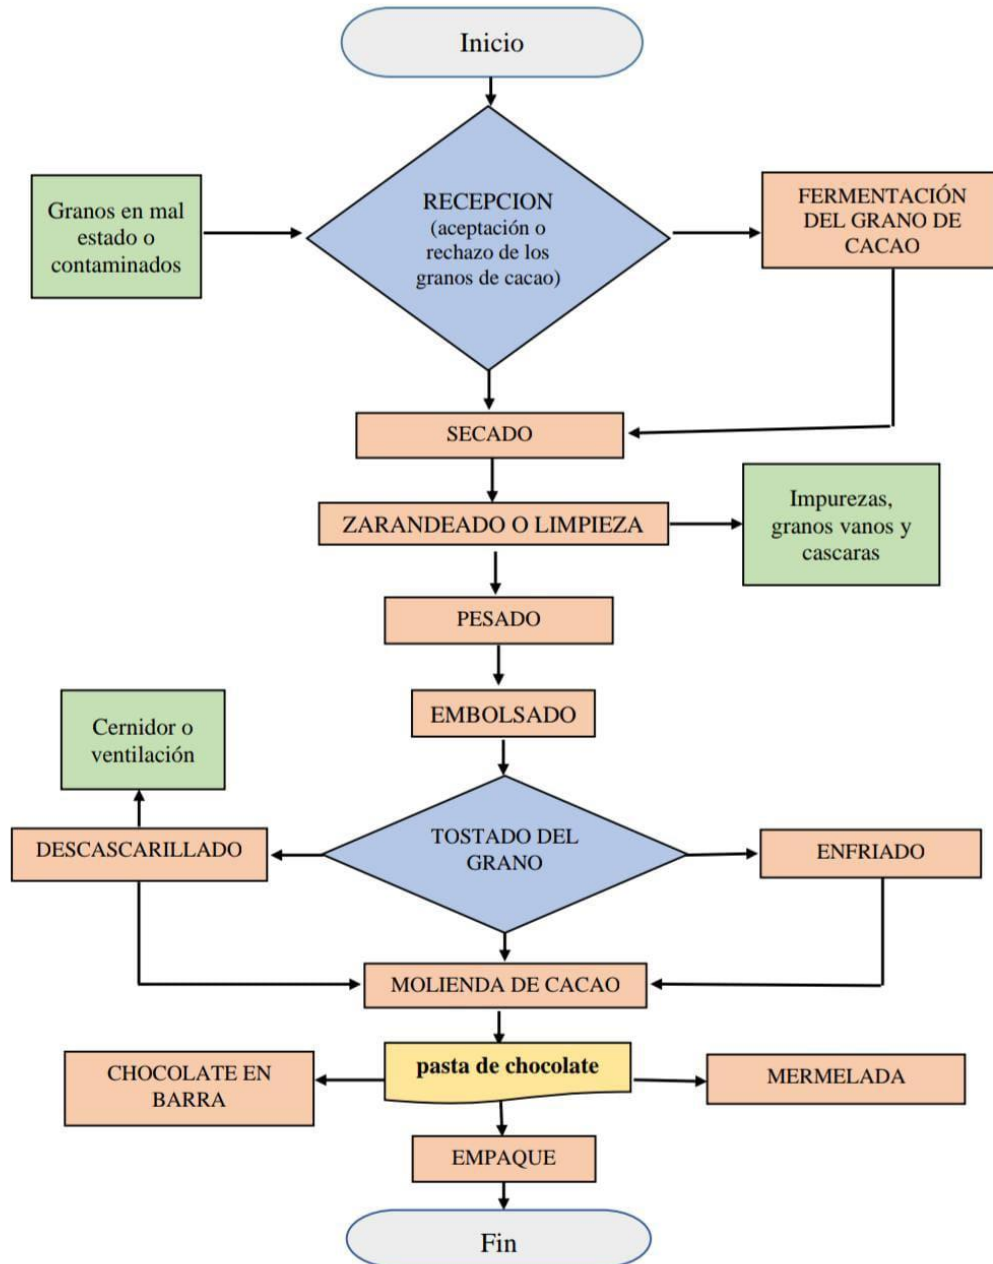 Inicio
RECEPCION
(aceptación o
rechazo de los
granos de cacao)
Granos en mal
estado o
contaminados
FERMENTACIÓN
DEL GRANO DE
CACAO
SECADO
ZARANDEADO O LIMPIEZA
Impurezas,
granos vanos y
cascaras
PESADO
EMBOLSADO
Cernidor o
ventilación
TOSTADO DEL
GRANO
DESCASCARILLADO
ENFRIADO
MOLIENDA DE CACAO
pasta de chocolate
CHOCOLATE EN
BARRA
MERMELADA
EMPAQUE
Fin